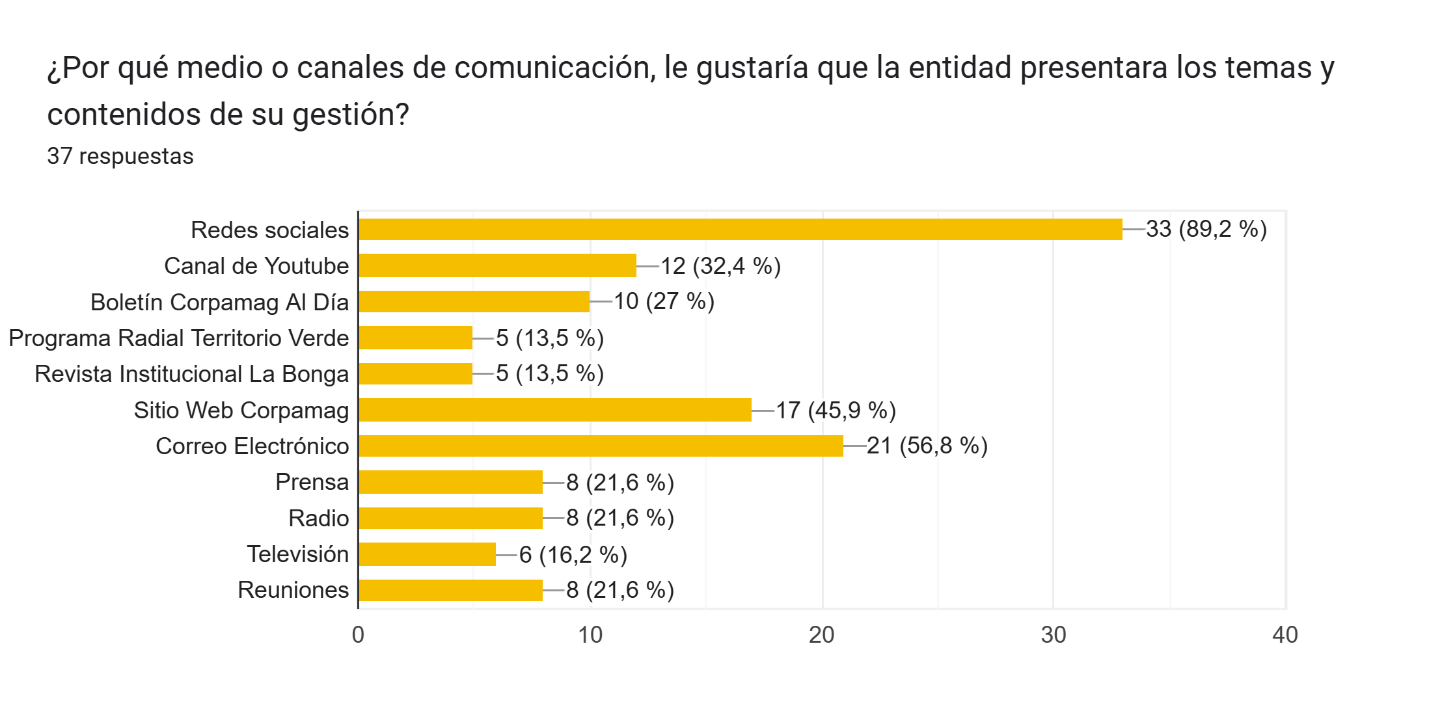 ¿Por qué medio o canales de comunicación, le gustaría que la entidad presentara los temas y
contenidos de su gestión?
37 respuestas
Redes sociales 33 (89,2 %)
Canal de Youtube 12 (32,4 %)
Boletín Corpamag Al Día 10 (27 %)
Programa Radial Territorio Verde 5 (13,5 %)
Revista Institucional La Bonga 5 (13,5 %)
Sitio Web Corpamag 17 (45,9 %)
Correo Electrónico 21 (56,8 %)
Prensa 8 (21,6 %)
Radio 8 (21,6 %)
Televisión 6 (16,2 %)
Reuniones 8 (21,6 %)
0 10 20 30 40